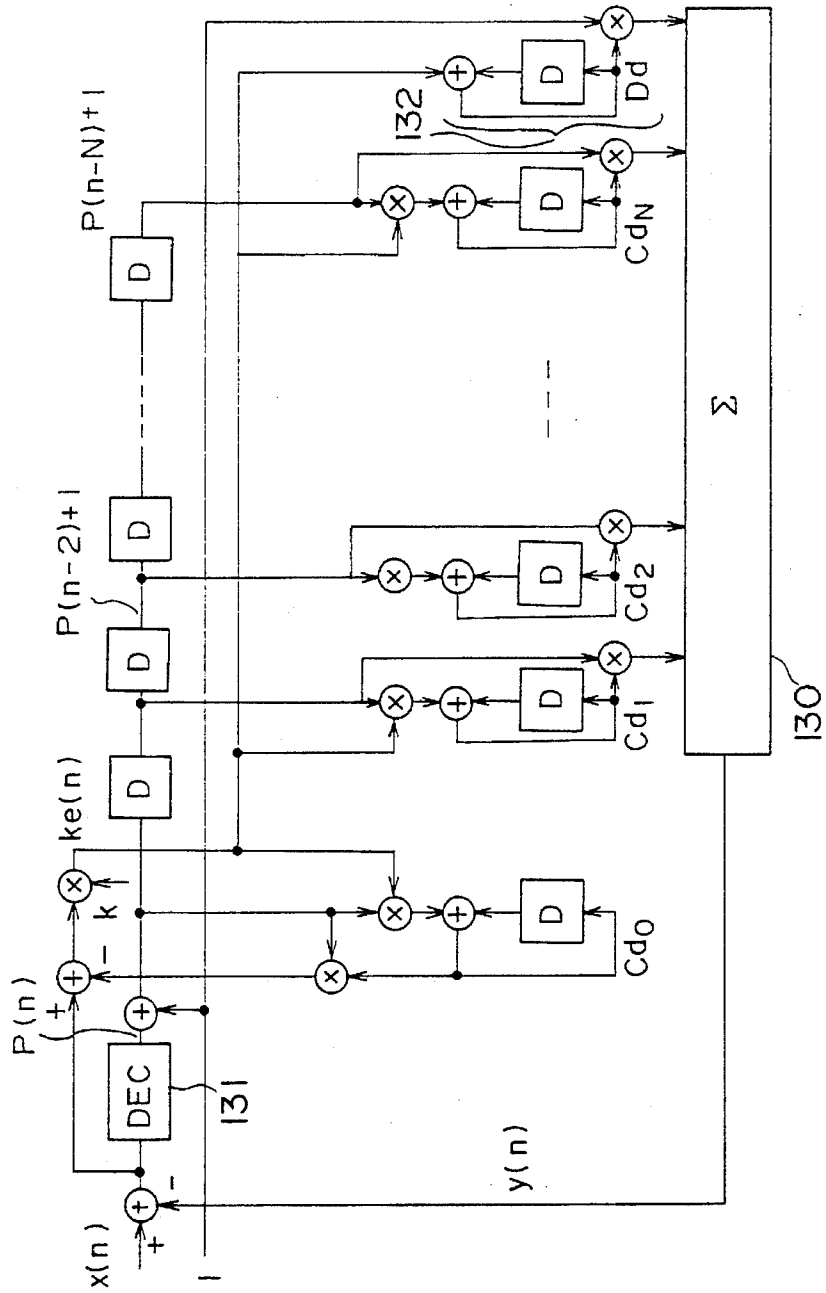 P(n-N)+1
P(n-2)+1
ke(n)
P(n)
x(n)
+
-
+
-
k
1
y(n)
DEC
131
+
+
×
D
D
D
D
×
×
+
D
Cd0
×
+
D
×
Cd1
×
+
D
×
Cd2
- - -
×
+
D
×
CdN
132
+
D
×
Dd
Σ
130